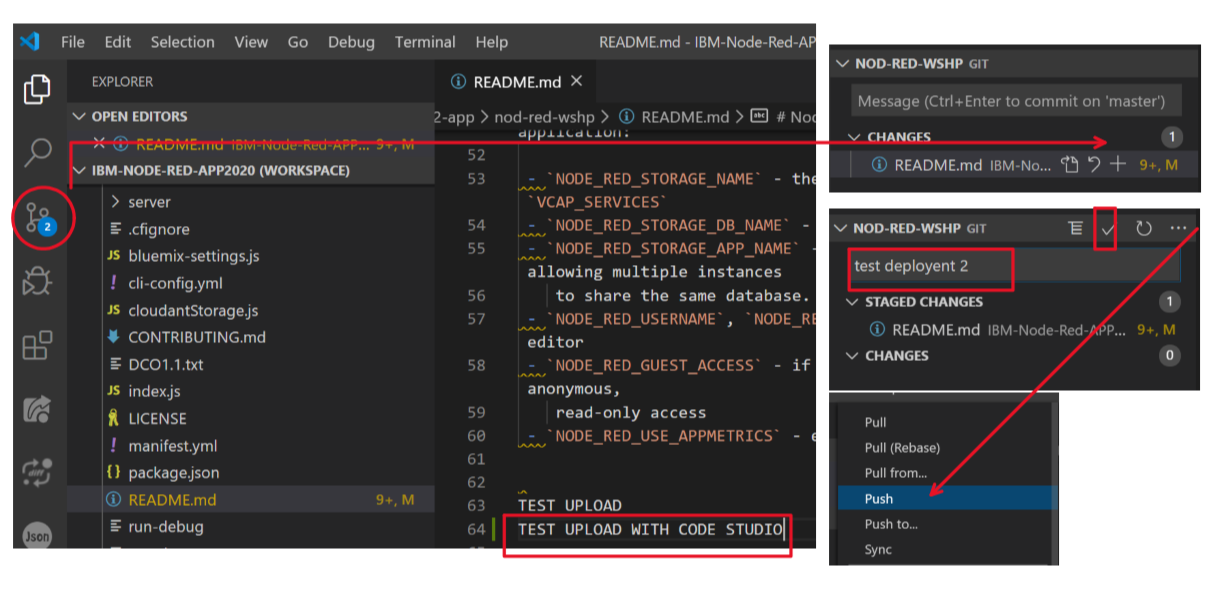 File Edit Selection View Go Debug Terminal Help README.md - IBM-Node-Red-AP
EXPLORER
OPEN EDITORS
README.md IBM-Node-Red-APP... 9+, M
IBM-NODE-RED-APP2020 (WORKSPACE)
server
.cfignore
JS bluemix-settings.js
! cli-config.yml
JS cloudantStorage.js
CONTRIBUTING.md
DCO1.1.txt
JS index.js
LICENSE
! manifest.yml
{} package.json
README.md 9+, M
run-debug
2
Json
README.md ×
2-app > nod-red-wshp > README.md > abc # Noc
application:
52
53 - `NODE_RED_STORAGE_NAME` - the
`VCAP_SERVICES`
54 - `NODE_RED_STORAGE_DB_NAME` -
55 - `NODE_RED_STORAGE_APP_NAME` -
allowing multiple instances
56 to share the same database.
57 - `NODE_RED_USERNAME`, `NODE_RE
editor
58 - `NODE_RED_GUEST_ACCESS` - if
anonymous,
59 read-only access
60 - `NODE_RED_USE_APPMETRICS` - e
61
62
63 TEST UPLOAD
64 TEST UPLOAD WITH CODE STUDIO
NOD-RED-WSHP GIT
Message (Ctrl+Enter to commit on 'master')
CHANGES 1
README.md IBM-No... 9+, M
NOD-RED-WSHP GIT
test deployent 2
STAGED CHANGES 1
README.md IBM-Node-Red-APP... 9+, M
CHANGES 0
Pull
Pull (Rebase)
Pull from...
Push
Push to...
Sync